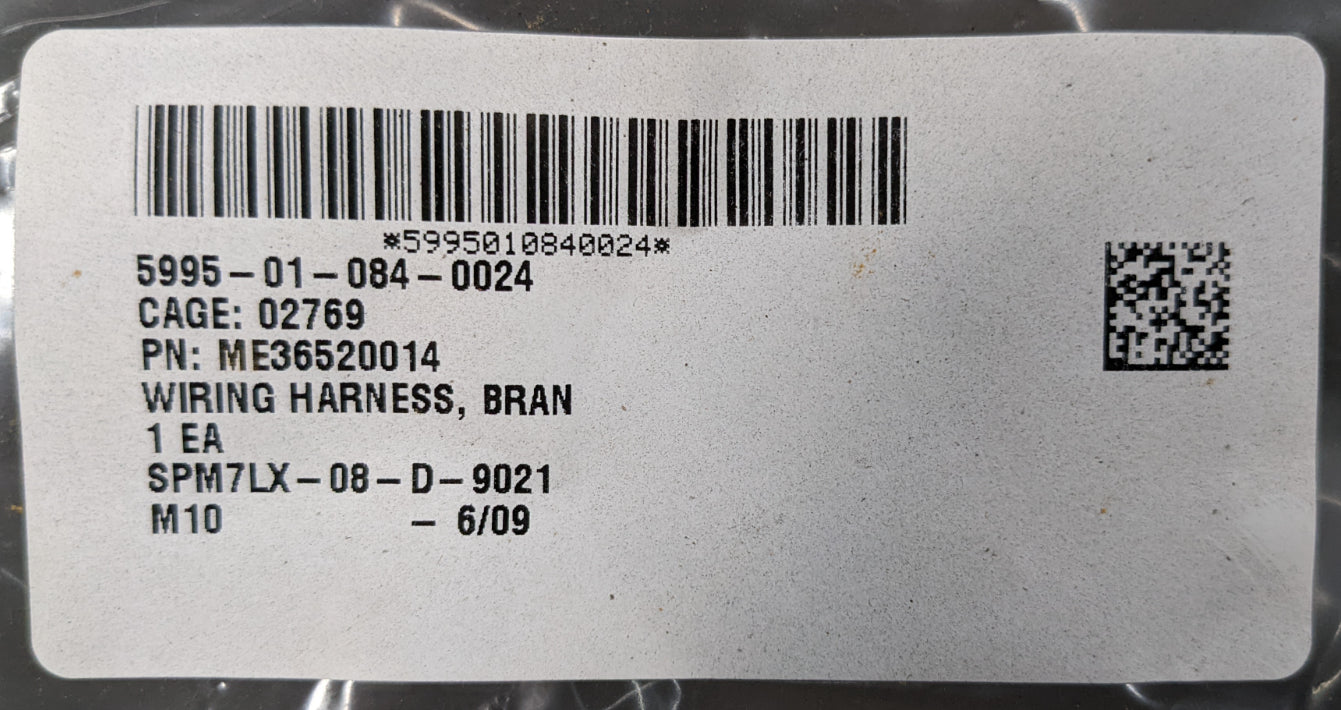 *5995010840024*
5995-01-084-0024
CAGE: 02769
PN: ME36520014
WIRING HARNESS, BRAN
1 EA
SPM7LX-08-D-9021
M10 - 6/09